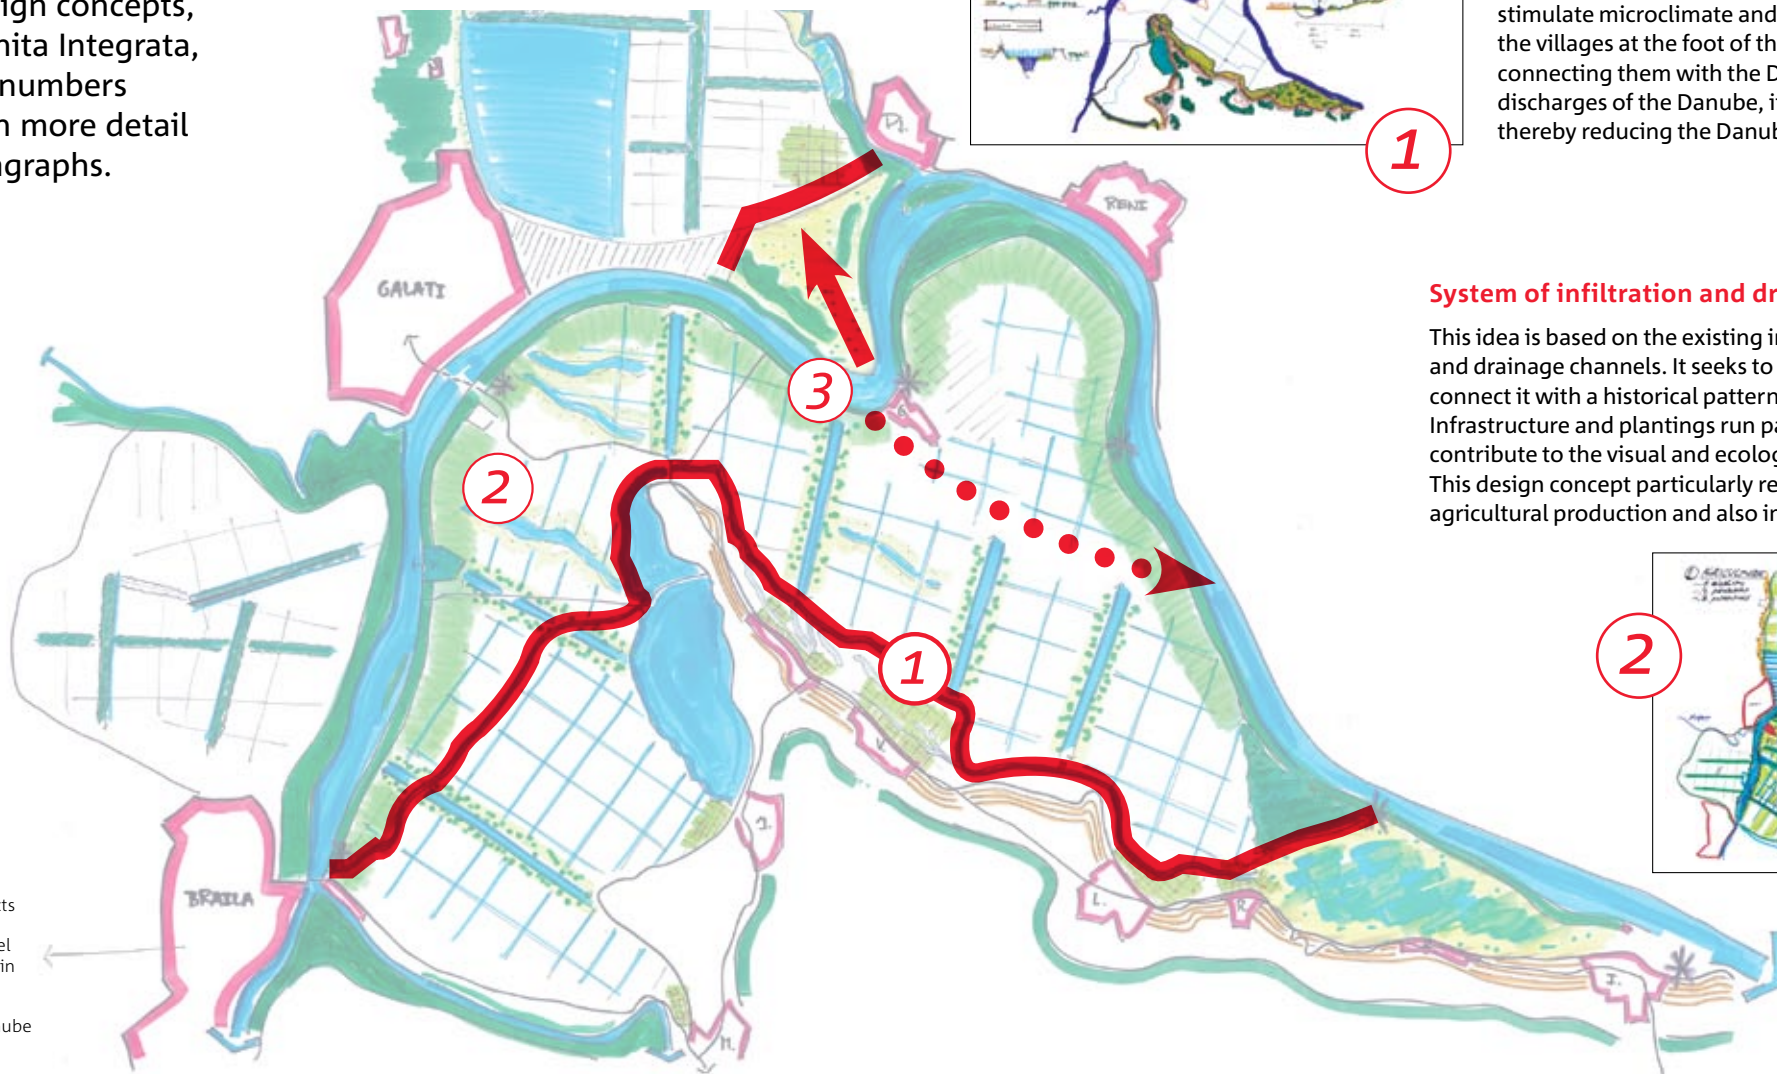 ign concepts,
nita Integrata,
numbers
n more detail
agraphs.
stimulate microclimate and
the villages at the foot of th
connecting them with the D
discharges of the Danube, i
thereby reducing the Danub
1
System of infiltration and dr
This idea is based on the existing i
and drainage channels. It seeks to
connect it with a historical pattern
Infrastructure and plantings run pa
contribute to the visual and ecolog
This design concept particularly re
agricultural production and also i
2
GALATI
RENI
BRAILA
3
2
1
G.
V.
J.
L.
R.
I.
M.
ts
el
in
ube